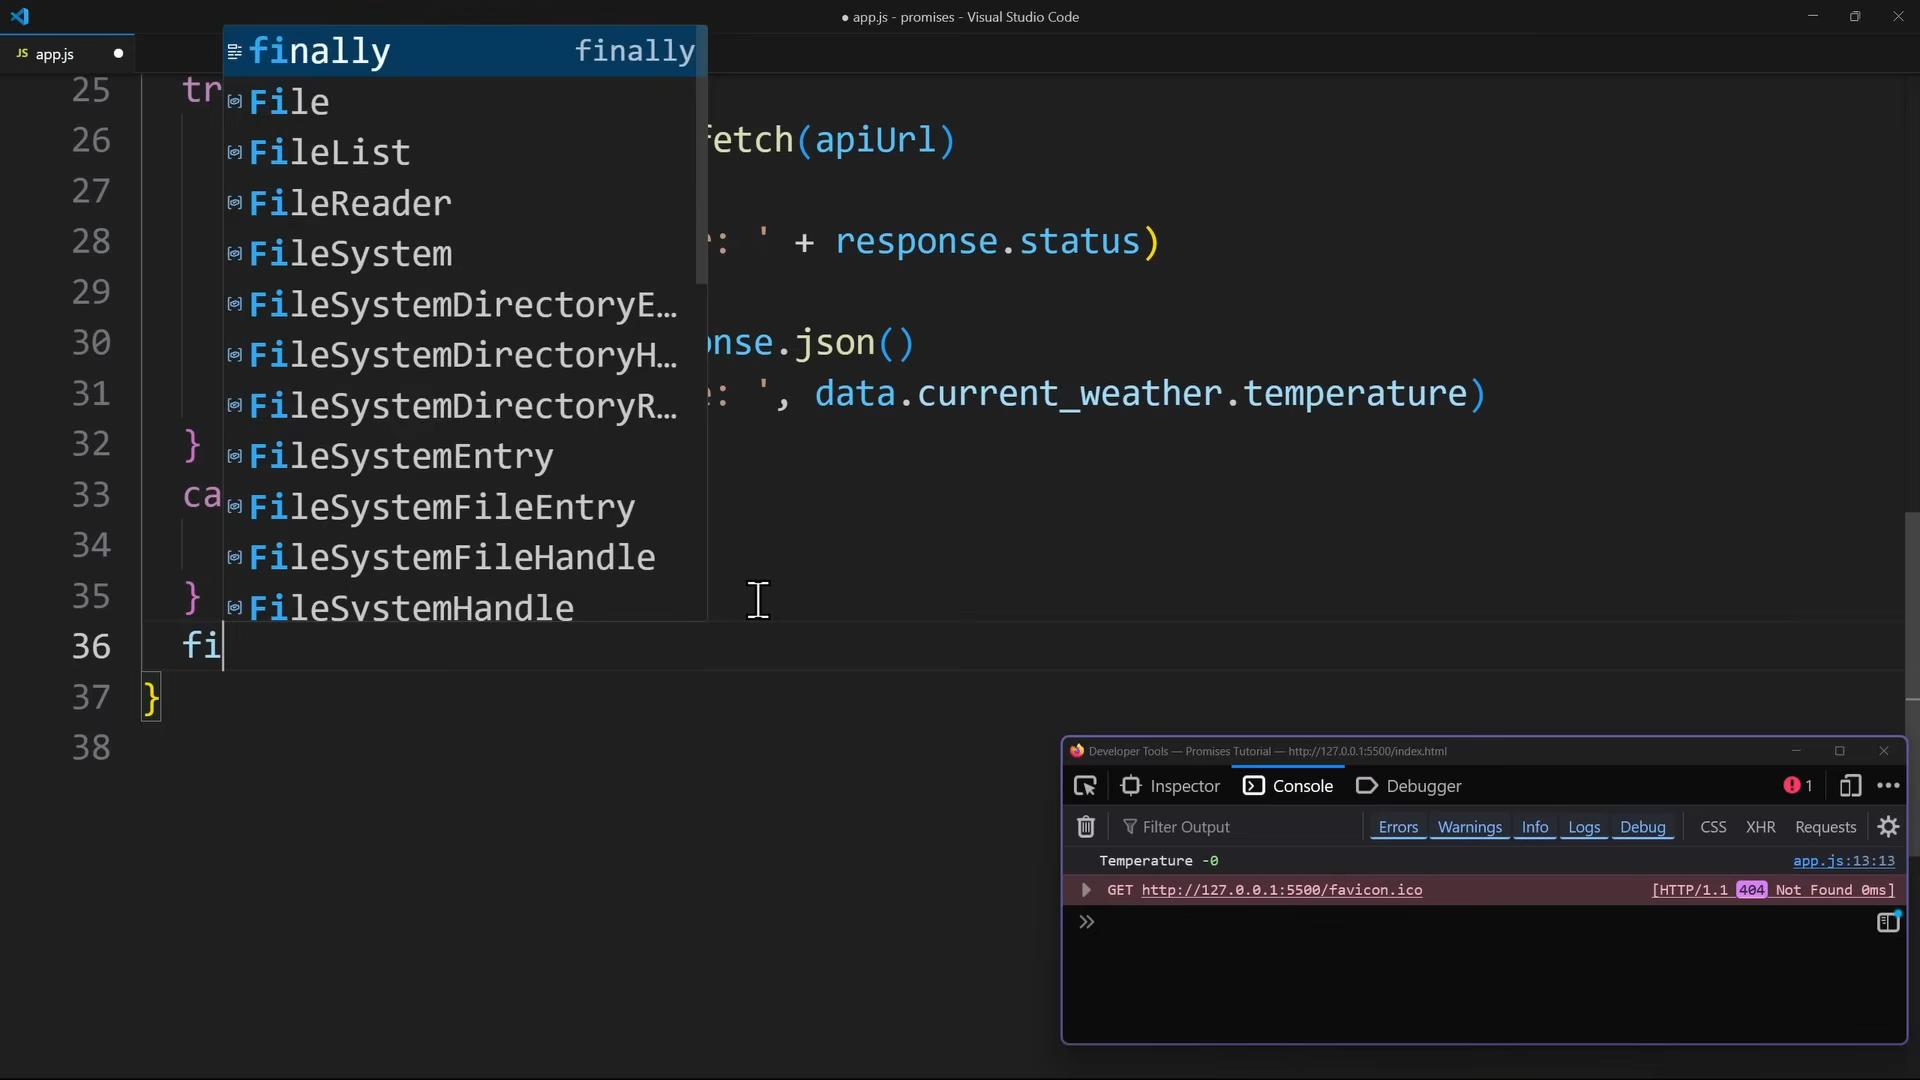 ● app.js - promises - Visual Studio Code
JS app.js ●
finally finally
File
FileList
FileReader
FileSystem
FileSystemDirectoryE…
FileSystemDirectoryH…
FileSystemDirectoryR…
FileSystemEntry
FileSystemFileEntry
FileSystemFileHandle
FileSystemHandle
25 tr
26 fetch(apiUrl)
27
28 : ' + response.status)
29
30 onse.json()
31 : ', data.current_weather.temperature)
32 }
33 ca
34
35 }
36 fi
37 }
38
Developer Tools — Promises Tutorial — http://127.0.0.1:5500/index.html
Inspector Console Debugger 1
Filter Output Errors Warnings Info Logs Debug CSS XHR Requests
Temperature -0 app.js:13:13
GET http://127.0.0.1:5500/favicon.ico [HTTP/1.1 404 Not Found 0ms]